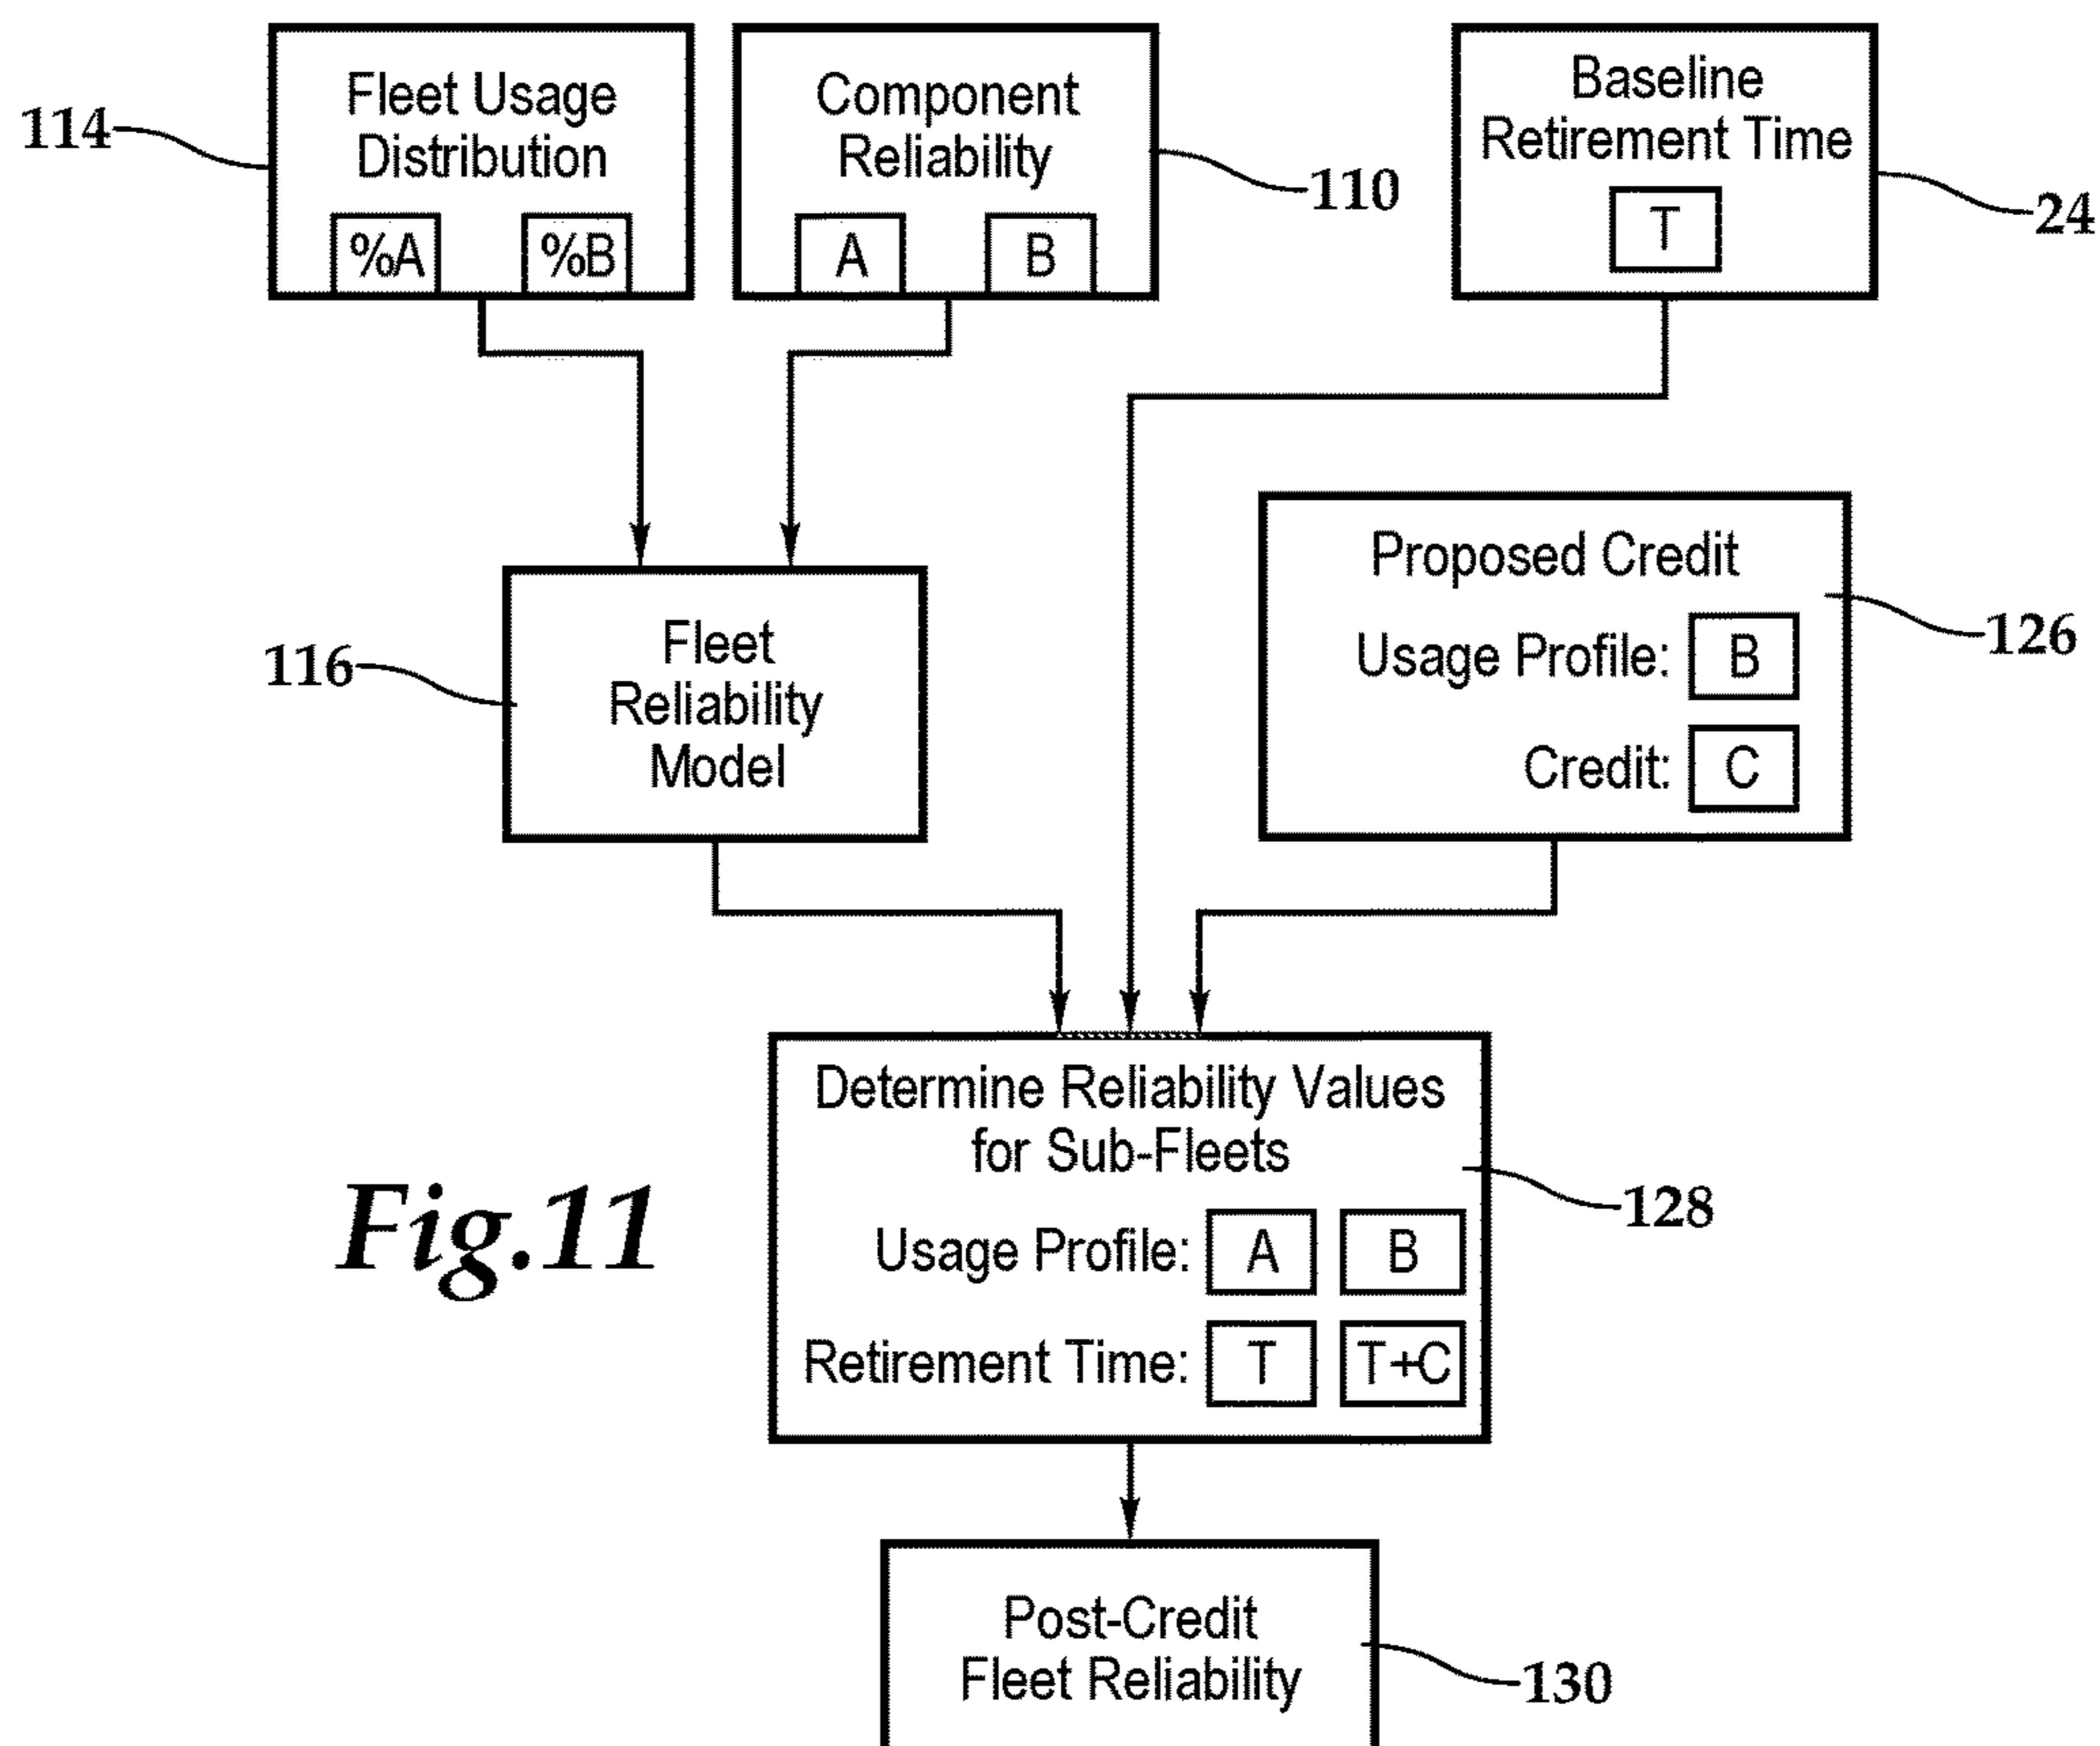 Fleet Usage
Distribution
%A %B
114
Component
Reliability
A B
110
Baseline
Retirement Time
T
24
Fleet
Reliability
Model
116
Proposed Credit
Usage Profile: B
Credit: C
126
Determine Reliability Values
for Sub-Fleets
Usage Profile: A B
Retirement Time: T T+C
128
Fig.11
Post-Credit
Fleet Reliability
130